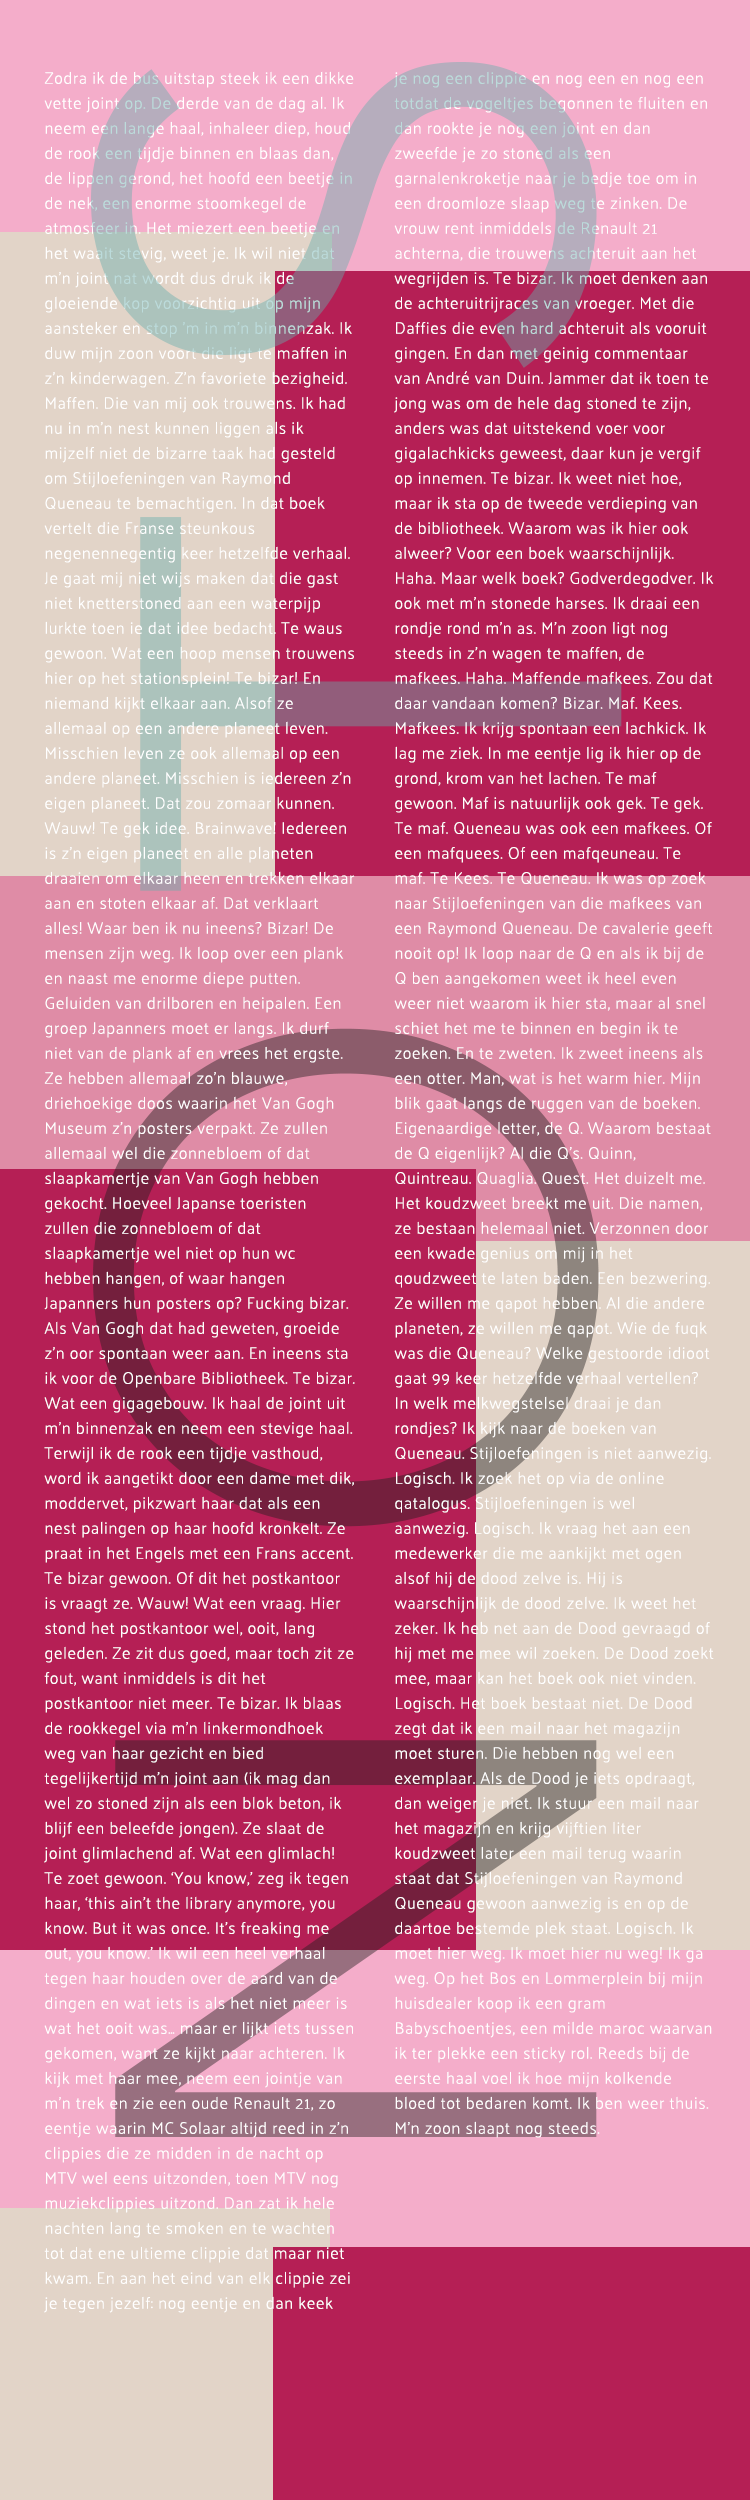 Zodra ik de bus uitstap steek ik een dikke
vette joint op. De derde van de dag al. Ik
neem een lange haal, inhaleer diep, houd
de rook een tijdje binnen en blaas dan,
de lippen gerond, het hoofd een beetje in
de nek, een enorme stoomkegel de
atmosfeer in. Het miezert een beetje en
het waait stevig, weet je. Ik wil niet dat
m'n joint nat wordt dus druk ik de
gloeiende kop voorzichtig uit op mijn
aansteker en stop 'm in m'n binnenzak. Ik
duw mijn zoon voort die ligt te maffen in
z'n kinderwagen. Z'n favoriete bezigheid.
Maffen. Die van mij ook trouwens. Ik had
nu in m'n nest kunnen liggen als ik
mijzelf niet de bizarre taak had gesteld
om Stijloefeningen van Raymond
Queneau te bemachtigen. In dat boek
vertelt die Franse steunkous
negenennegentig keer hetzelfde verhaal.
Je gaat mij niet wijs maken dat die gast
niet knetterstoned aan een waterpijp
lurkte toen ie dat idee bedacht. Te waus
gewoon. Wat een hoop mensen trouwens
hier op het stationsplein! Te bizar! En
niemand kijkt elkaar aan. Alsof ze
allemaal op een andere planeet leven.
Misschien leven ze ook allemaal op een
andere planeet. Misschien is iedereen z'n
eigen planeet. Dat zou zomaar kunnen.
Wauw! Te gek idee. Brainwave! Iedereen
is z'n eigen planeet en alle planeten
draaien om elkaar heen en trekken elkaar
aan en stoten elkaar af. Dat verklaart
alles! Waar ben ik nu ineens? Bizar! De
mensen zijn weg. Ik loop over een plank
en naast me enorme diepe putten.
Geluiden van drilboren en heipalen. Een
groep Japanners moet er langs. Ik durf
niet van de plank af en vrees het ergste.
Ze hebben allemaal zo'n blauwe,
driehoekige doos waarin het Van Gogh
Museum z'n posters verpakt. Ze zullen
allemaal wel die zonnebloem of dat
slaapkamertje van Van Gogh hebben
gekocht. Hoeveel Japanse toeristen
zullen die zonnebloem of dat
slaapkamertje wel niet op hun wc
hebben hangen, of waar hangen
Japanners hun posters op? Fucking bizar.
Als Van Gogh dat had geweten, groeide
z'n oor spontaan weer aan. En ineens sta
ik voor de Openbare Bibliotheek. Te bizar.
Wat een gigagebouw. Ik haal de joint uit
m'n binnenzak en neem een stevige haal.
Terwijl ik de rook een tijdje vasthoud,
word ik aangetikt door een dame met dik,
moddervet, pikzwart haar dat als een
nest palingen op haar hoofd kronkelt. Ze
praat in het Engels met een Frans accent.
Te bizar gewoon. Of dit het postkantoor
is vraagt ze. Wauw! Wat een vraag. Hier
stond het postkantoor wel, ooit, lang
geleden. Ze zit dus goed, maar toch zit ze
fout, want inmiddels is dit het
postkantoor niet meer. Te bizar. Ik blaas
de rookkegel via m'n linkermondhoek
weg van haar gezicht en bied
tegelijkertijd m'n joint aan (ik mag dan
wel zo stoned zijn als een blok beton, ik
blijf een beleefde jongen). Ze slaat de
joint glimlachend af. Wat een glimlach!
Te zoet gewoon. 'You know,' zeg ik tegen
haar, 'this ain't the library anymore, you
know. But it was once. It's freaking me
out, you know.' Ik wil een heel verhaal
tegen haar houden over de aard van de
dingen en wat iets is als het niet meer is
wat het ooit was… maar er lijkt iets tussen
gekomen, want ze kijkt naar achteren. Ik
kijk met haar mee, neem een jointje van
m'n trek en zie een oude Renault 21, zo
eentje waarin MC Solaar altijd reed in z'n
clippies die ze midden in de nacht op
MTV wel eens uitzonden, toen MTV nog
muziekclippies uitzond. Dan zat ik hele
nachten lang te smoken en te wachten
tot dat ene ultieme clippie dat maar niet
kwam. En aan het eind van elk clippie zei
je tegen jezelf: nog eentje en dan keek
je nog een clippie en nog een en nog een
totdat de vogeltjes begonnen te fluiten en
dan rookte je nog een joint en dan
zweefde je zo stoned als een
garnalenkroketje naar je bedje toe om in
een droomloze slaap weg te zinken. De
vrouw rent inmiddels de Renault 21
achterna, die trouwens achteruit aan het
wegrijden is. Te bizar. Ik moet denken aan
de achteruitrijraces van vroeger. Met die
Daffies die even hard achteruit als vooruit
gingen. En dan met geinig commentaar
van André van Duin. Jammer dat ik toen te
jong was om de hele dag stoned te zijn,
anders was dat uitstekend voer voor
gigalachkicks geweest, daar kun je vergif
op innemen. Te bizar. Ik weet niet hoe,
maar ik sta op de tweede verdieping van
de bibliotheek. Waarom was ik hier ook
alweer? Voor een boek waarschijnlijk.
Haha. Maar welk boek? Godverdegodver. Ik
ook met m'n stonede harses. Ik draai een
rondje rond m'n as. M'n zoon ligt nog
steeds in z'n wagen te maffen, de
mafkees. Haha. Maffende mafkees. Zou dat
daar vandaan komen? Bizar. Maf. Kees.
Mafkees. Ik krijg spontaan een lachkick. Ik
lag me ziek. In me eentje lig ik hier op de
grond, krom van het lachen. Te maf
gewoon. Maf is natuurlijk ook gek. Te gek.
Te maf. Queneau was ook een mafkees. Of
een mafquees. Of een mafqeuneau. Te
maf. Te Kees. Te Queneau. Ik was op zoek
naar Stijloefeningen van die mafkees van
een Raymond Queneau. De cavalerie geeft
nooit op! Ik loop naar de Q en als ik bij de
Q ben aangekomen weet ik heel even
weer niet waarom ik hier sta, maar al snel
schiet het me te binnen en begin ik te
zoeken. En te zweten. Ik zweet ineens als
een otter. Man, wat is het warm hier. Mijn
blik gaat langs de ruggen van de boeken.
Eigenaardige letter, de Q. Waarom bestaat
de Q eigenlijk? Al die Q's. Quinn,
Quintreau. Quaglia. Quest. Het duizelt me.
Het koudzweet breekt me uit. Die namen,
ze bestaan helemaal niet. Verzonnen door
een kwade genius om mij in het
qoudzweet te laten baden. Een bezwering.
Ze willen me qapot hebben. Al die andere
planeten, ze willen me qapot. Wie de fuqk
was die Queneau? Welke gestoorde idioot
gaat 99 keer hetzelfde verhaal vertellen?
In welk melkwegstelsel draai je dan
rondjes? Ik kijk naar de boeken van
Queneau. Stijloefeningen is niet aanwezig.
Logisch. Ik zoek het op via de online
qatalogus. Stijloefeningen is wel
aanwezig. Logisch. Ik vraag het aan een
medewerker die me aankijkt met ogen
alsof hij de dood zelve is. Hij is
waarschijnlijk de dood zelve. Ik weet het
zeker. Ik heb net aan de Dood gevraagd of
hij met me mee wil zoeken. De Dood zoekt
mee, maar kan het boek ook niet vinden.
Logisch. Het boek bestaat niet. De Dood
zegt dat ik een mail naar het magazijn
moet sturen. Die hebben nog wel een
exemplaar. Als de Dood je iets opdraagt,
dan weiger je niet. Ik stuur een mail naar
het magazijn en krijg vijftien liter
koudzweet later een mail terug waarin
staat dat Stijloefeningen van Raymond
Queneau gewoon aanwezig is en op de
daartoe bestemde plek staat. Logisch. Ik
moet hier weg. Ik moet hier nu weg! Ik ga
weg. Op het Bos en Lommerplein bij mijn
huisdealer koop ik een gram
Babyschoentjes, een milde maroc waarvan
ik ter plekke een sticky rol. Reeds bij de
eerste haal voel ik hoe mijn kolkende
bloed tot bedaren komt. Ik ben weer thuis.
M'n zoon slaapt nog steeds.
S
T
O
N